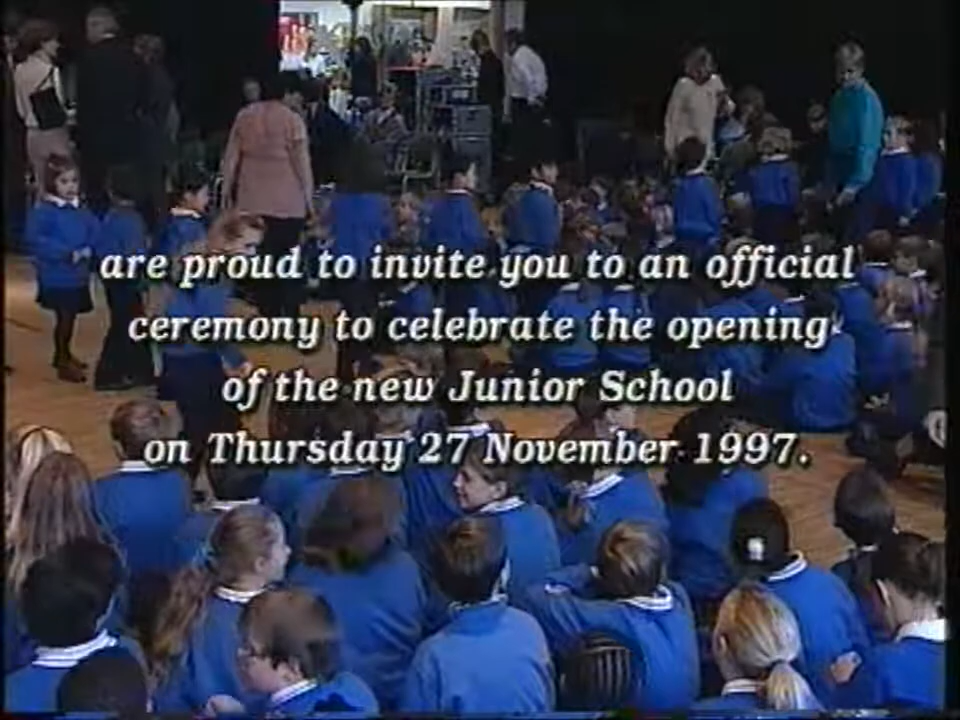 are proud to invite you to an official
ceremony to celebrate the opening
of the new Junior School
on Thursday 27 November 1997.